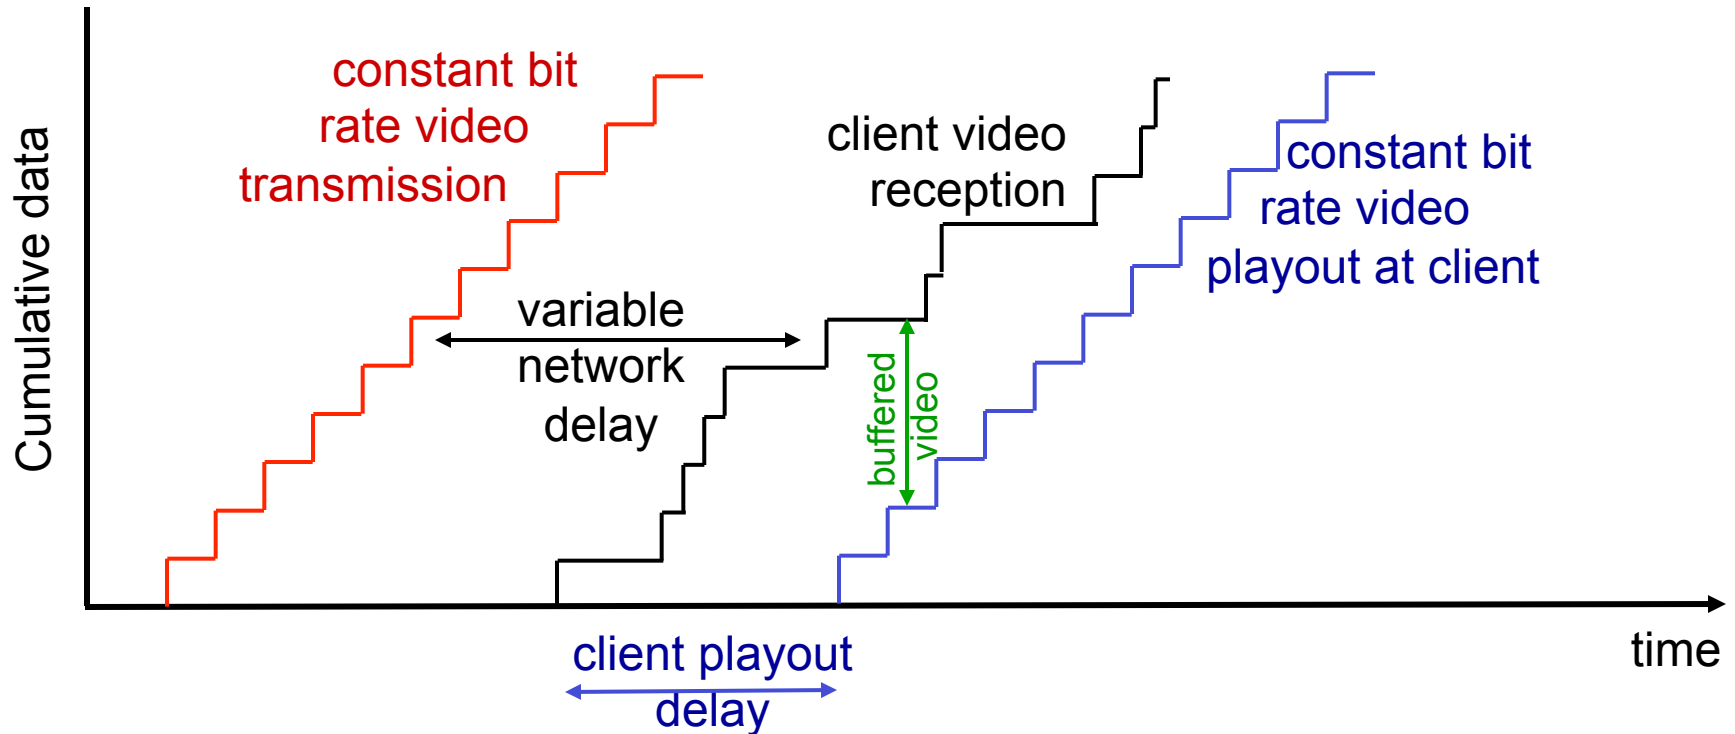 constant bit
rate video
transmission
client video
reception
constant bit
rate video
playout at client
Cumulative data
variable
network
delay
buffered
video
time
client playout
delay